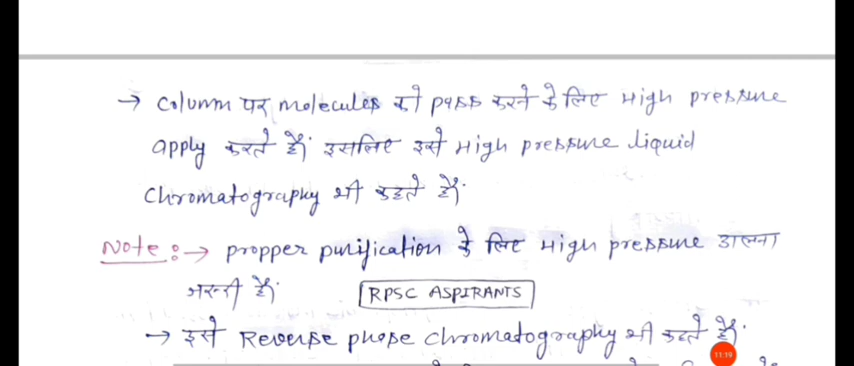 → Column पर molecules को pass करने के लिए High pressure
apply करते हैं। इसलिए इसे High pressure liquid
Chromatography भी कहते हैं।
Note :→ propper purification के लिए High pressure डालना
जरूरी है।
RPSC ASPIRANTS
→ इसे Reverse phase chromatography भी कहते हैं।
11:19